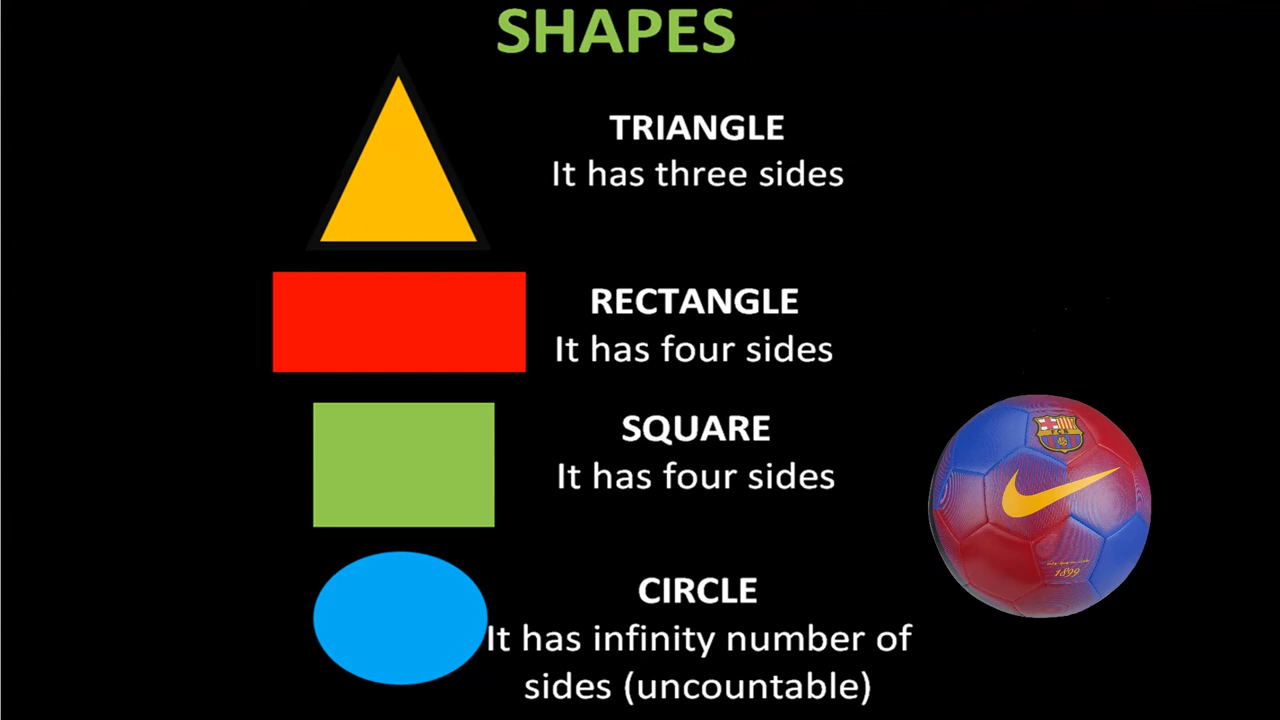 SHAPES
TRIANGLE
It has three sides
RECTANGLE
It has four sides
SQUARE
It has four sides
CIRCLE
It has infinity number of
sides (uncountable)
1899